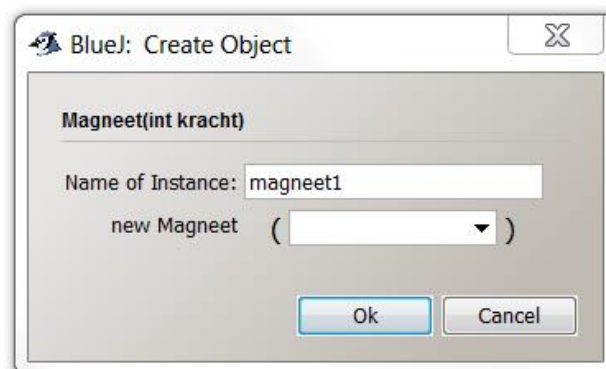 BlueJ: Create Object
Magneet(int kracht)
Name of Instance: magneet1
new Magneet ( )
Ok Cancel